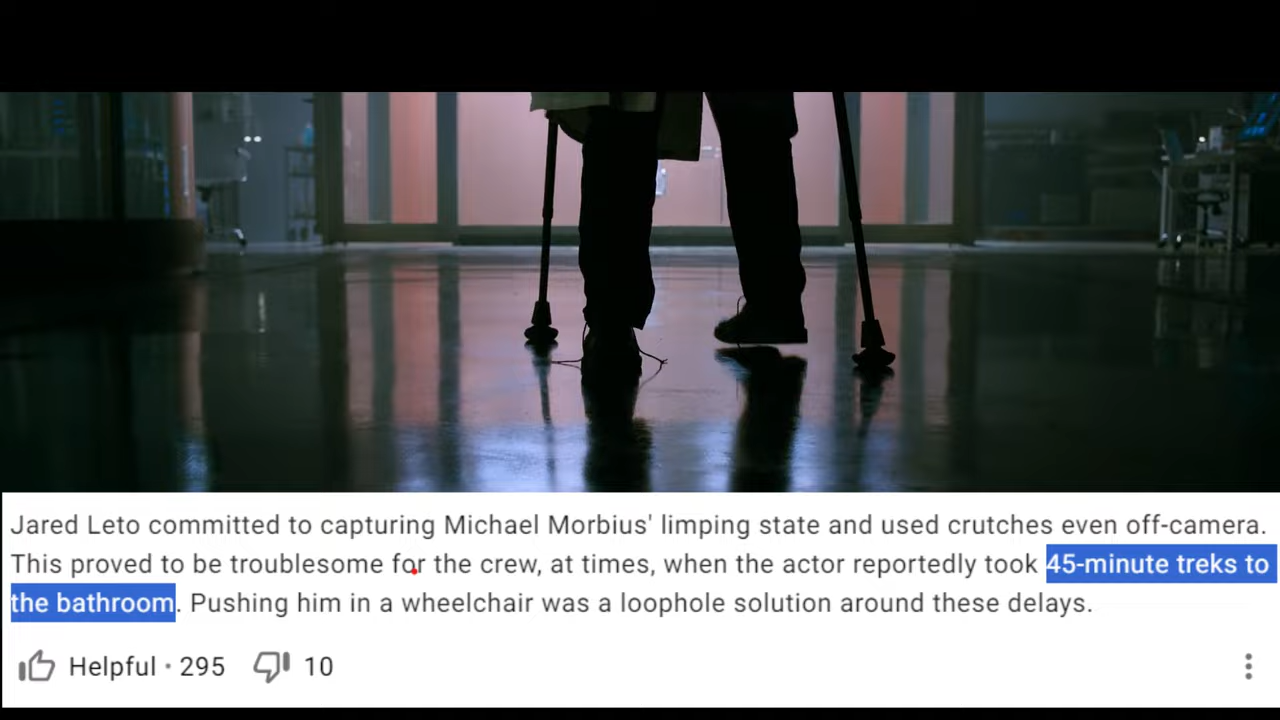 Jared Leto committed to capturing Michael Morbius' limping state and used crutches even off-camera.
This proved to be troublesome for the crew, at times, when the actor reportedly took 45-minute treks to
the bathroom. Pushing him in a wheelchair was a loophole solution around these delays.
Helpful • 295 10